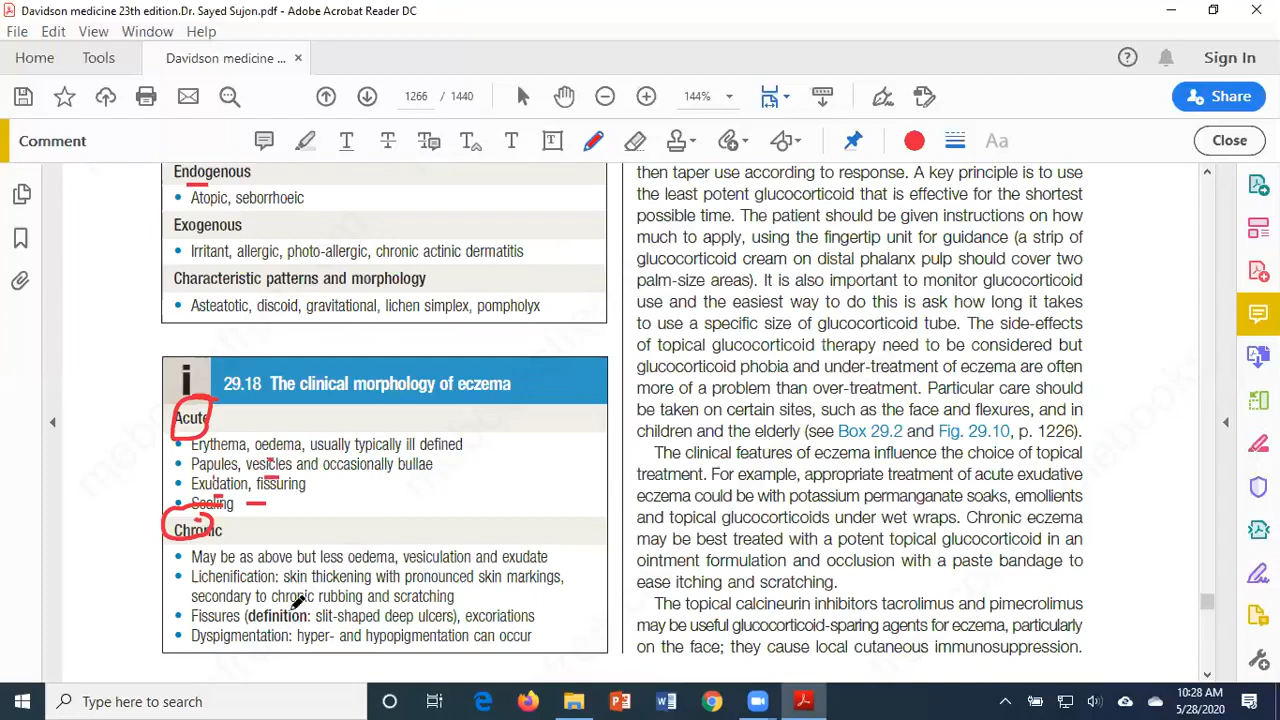 Davidson medicine 23th edition.Dr. Sayed Sujon.pdf - Adobe Acrobat Reader DC
File Edit View Window Help
Home Tools Davidson medicine ... ×
Sign In
1266 / 1440
144%
Share
Comment
Aa
Close
Endogenous
• Atopic, seborrhoeic
Exogenous
• Irritant, allergic, photo-allergic, chronic actinic dermatitis
Characteristic patterns and morphology
• Asteatotic, discoid, gravitational, lichen simplex, pompholyx
i 29.18 The clinical morphology of eczema
Acute
• Erythema, oedema, usually typically ill defined
• Papules, vesicles and occasionally bullae
• Exudation, fissuring
• Scaling
Chronic
• May be as above but less oedema, vesiculation and exudate
• Lichenification: skin thickening with pronounced skin markings,
secondary to chronic rubbing and scratching
• Fissures (definition: slit-shaped deep ulcers), excoriations
• Dyspigmentation: hyper- and hypopigmentation can occur
then taper use according to response. A key principle is to use
the least potent glucocorticoid that is effective for the shortest
possible time. The patient should be given instructions on how
much to apply, using the fingertip unit for guidance (a strip of
glucocorticoid cream on distal phalanx pulp should cover two
palm-size areas). It is also important to monitor glucocorticoid
use and the easiest way to do this is ask how long it takes
to use a specific size of glucocorticoid tube. The side-effects
of topical glucocorticoid therapy need to be considered but
glucocorticoid phobia and under-treatment of eczema are often
more of a problem than over-treatment. Particular care should
be taken on certain sites, such as the face and flexures, and in
children and the elderly (see Box 29.2 and Fig. 29.10, p. 1226).
The clinical features of eczema influence the choice of topical
treatment. For example, appropriate treatment of acute exudative
eczema could be with potassium permanganate soaks, emollients
and topical glucocorticoids under wet wraps. Chronic eczema
may be best treated with a potent topical glucocorticoid in an
ointment formulation and occlusion with a paste bandage to
ease itching and scratching.
The topical calcineurin inhibitors tacrolimus and pimecrolimus
may be useful glucocorticoid-sparing agents for eczema, particularly
on the face; they cause local cutaneous immunosuppression.
Type here to search
10:28 AM
5/28/2020